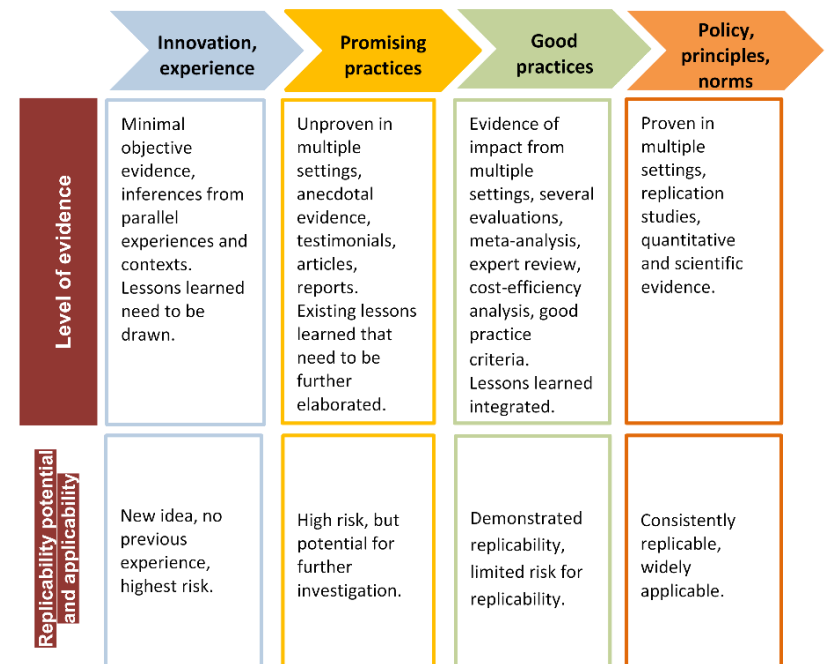 Innovation,
experience
Promising
practices
Good
practices
Policy,
principles,
norms
Level of evidence
Minimal
objective
evidence,
inferences from
parallel
experiences and
contexts.
Lessons learned
need to be
drawn.
Unproven in
multiple
settings,
anecdotal
evidence,
testimonials,
articles,
reports.
Existing lessons
learned that
need to be
further
elaborated.
Evidence of
impact from
multiple
settings, several
evaluations,
meta-analysis,
expert review,
cost-efficiency
analysis, good
practice
criteria.
Lessons learned
integrated.
Proven in
multiple
settings,
replication
studies,
quantitative
and scientific
evidence.
Replicability potential
and applicability
New idea, no
previous
experience,
highest risk.
High risk, but
potential for
further
investigation.
Demonstrated
replicability,
limited risk for
replicability.
Consistently
replicable,
widely
applicable.